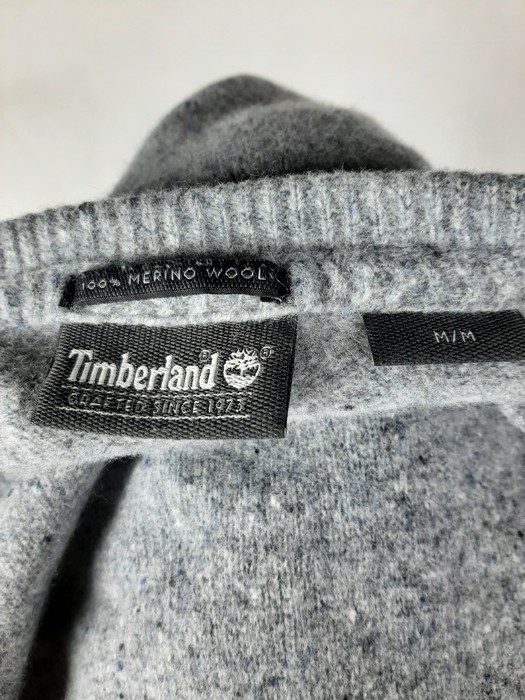 100% MERINO WOOL
Timberland®
®
CRAFTED SINCE 1973
M/M